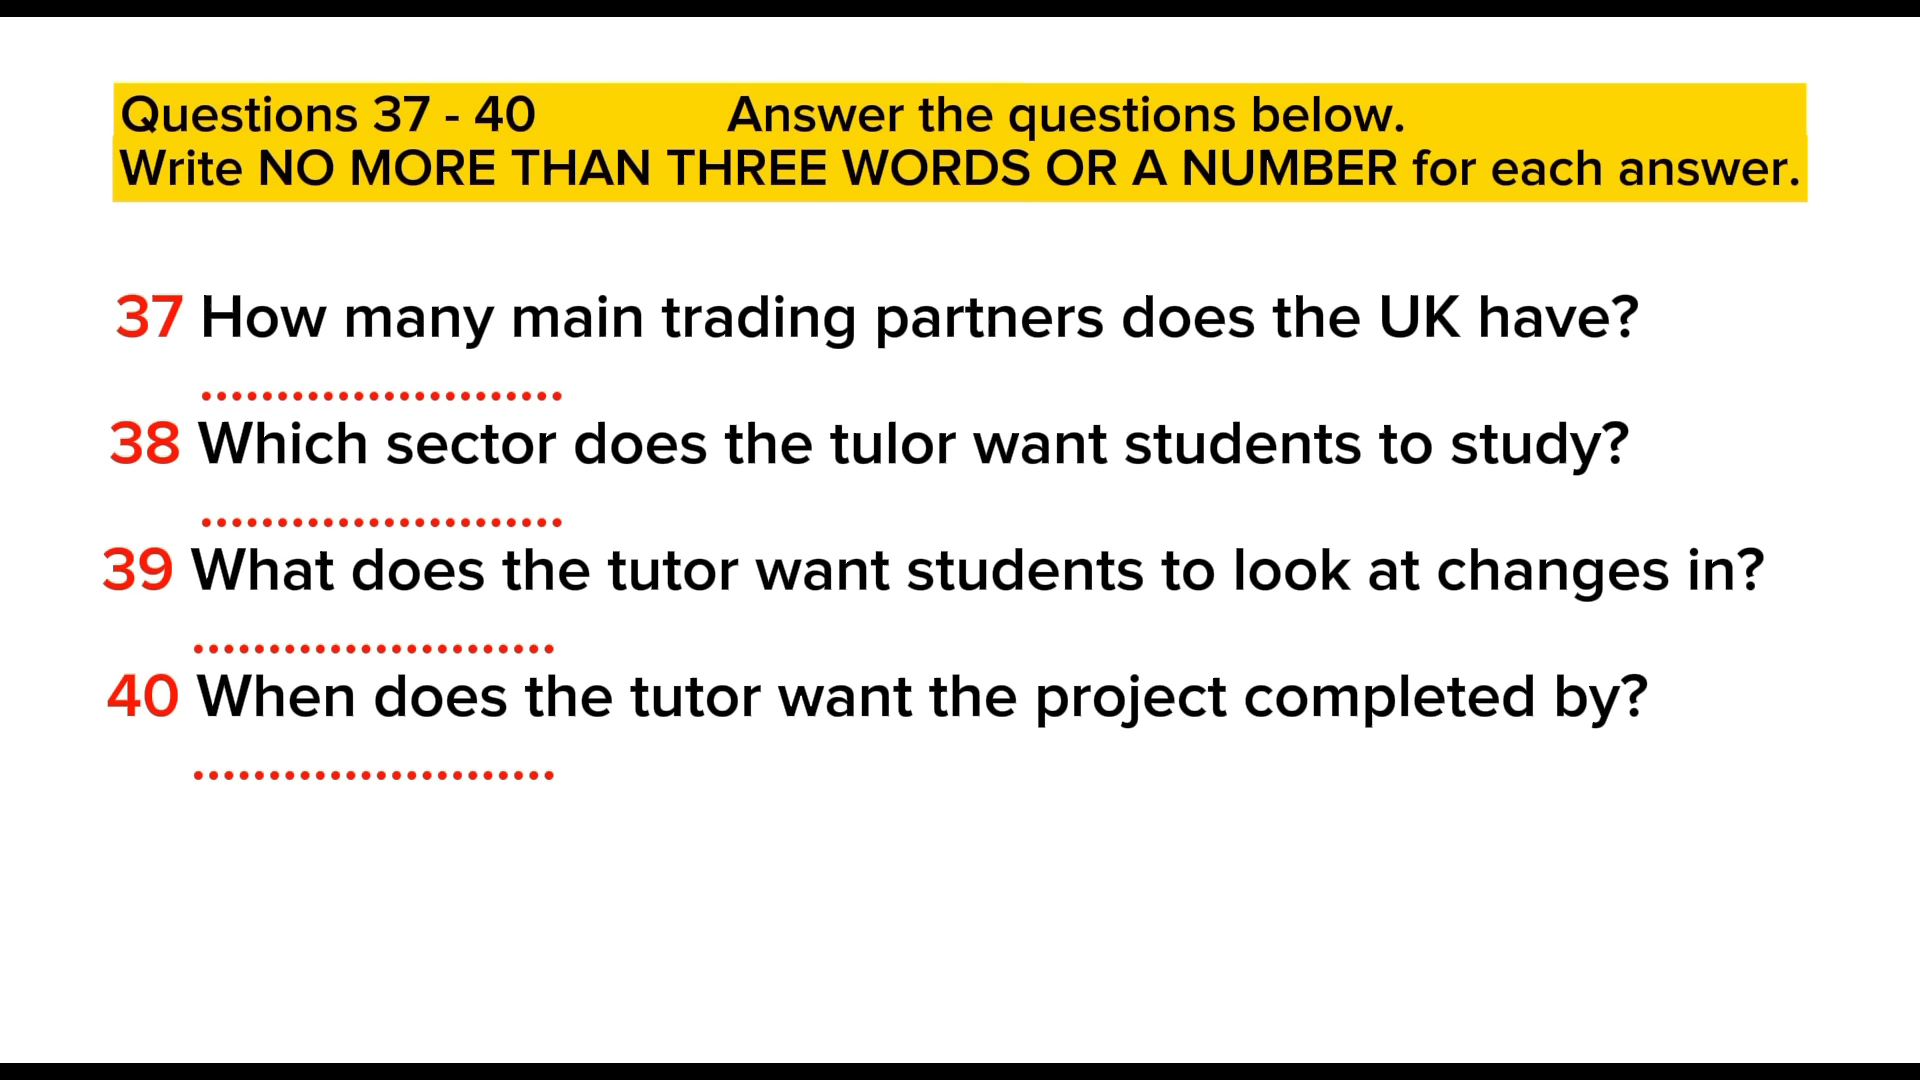 Questions 37 - 40 Answer the questions below.
Write NO MORE THAN THREE WORDS OR A NUMBER for each answer.
37 How many main trading partners does the UK have?
........................
38 Which sector does the tulor want students to study?
........................
39 What does the tutor want students to look at changes in?
........................
40 When does the tutor want the project completed by?
........................